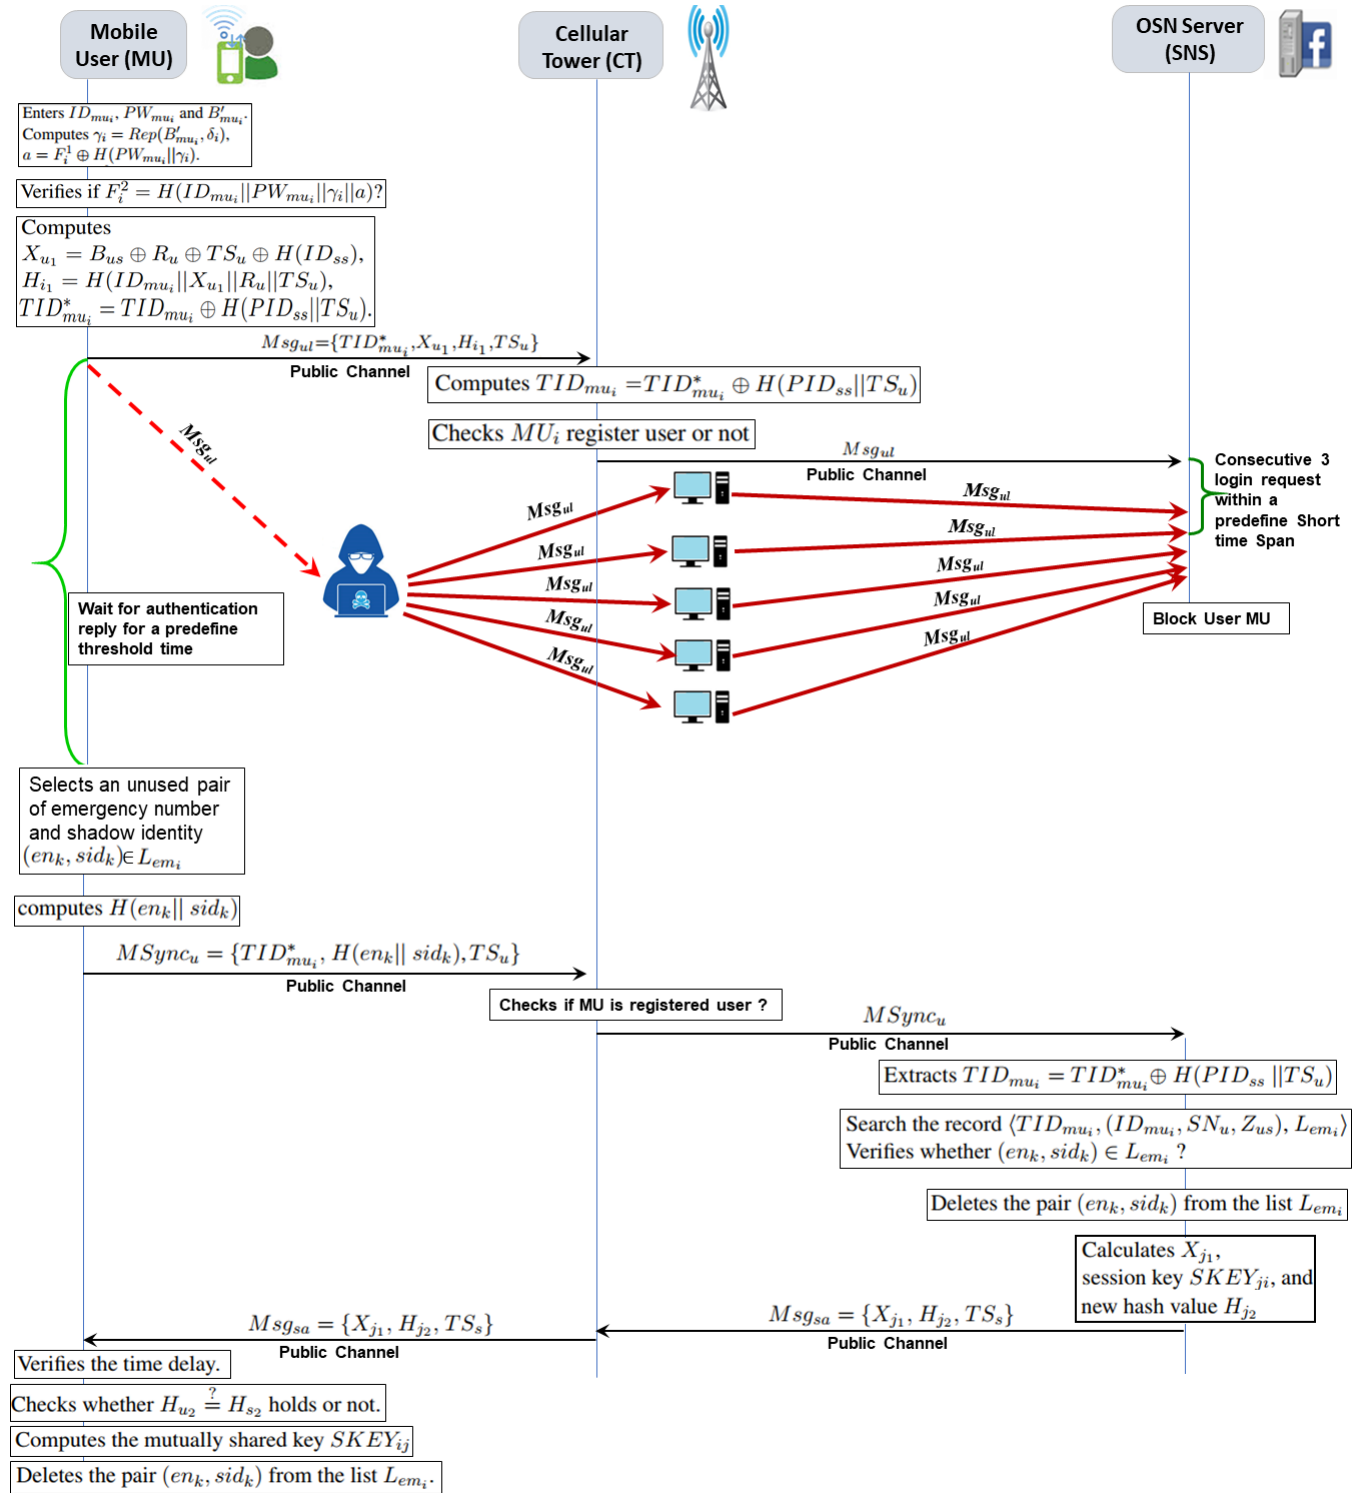 Mobile
User (MU)
Cellular
Tower (CT)
OSN Server
(SNS)
Enters ID_{mu_i}, PW_{mu_i} and B'_{mu_i}.
Computes γ_i = Rep(B'_{mu_i}, δ_i),
a = F_i^1 ⊕ H(PW_{mu_i}||γ_i).
Verifies if F_i^2 = H(ID_{mu_i}||PW_{mu_i}||γ_i||a)?
Computes
X_{u_1} = B_{us} ⊕ R_u ⊕ TS_u ⊕ H(ID_{ss}),
H_{i_1} = H(ID_{mu_i}||X_{u_1}||R_u||TS_u),
TID^*_{mu_i} = TID_{mu_i} ⊕ H(PID_{ss}||TS_u).
Msg_{ul}={TID^*_{mu_i},X_{u_1},H_{i_1},TS_u}
Public Channel
Computes TID_{mu_i} =TID^*_{mu_i} ⊕ H(PID_{ss}||TS_u)
Checks MU_i register user or not
Msg_{ul}
Public Channel
Consecutive 3
login request
within a
predefine Short
time Span
Msg_{ul}
Msg_{ul}
Msg_{ul}
Msg_{ul}
Msg_{ul}
Msg_{ul}
Msg_{ul}
Msg_{ul}
Msg_{ul}
Msg_{ul}
Msg_{ul}
Wait for authentication
reply for a predefine
threshold time
Block User MU
Selects an unused pair
of emergency number
and shadow identity
(en_k, sid_k)∈ L_{em_i}
computes H(en_k|| sid_k)
MSync_u = {TID^*_{mu_i}, H(en_k|| sid_k),TS_u}
Public Channel
Checks if MU is registered user ?
MSync_u
Public Channel
Extracts TID_{mu_i} = TID^*_{mu_i}⊕ H(PID_{ss} ||TS_u)
Search the record ⟨TID_{mu_i}, (ID_{mu_i}, SN_u, Z_{us}), L_{em_i}⟩
Verifies whether (en_k, sid_k) ∈ L_{em_i} ?
Deletes the pair (en_k, sid_k) from the list L_{em_i}
Calculates X_{j_1},
session key SKEY_{ji}, and
new hash value H_{j_2}
Msg_{sa} = {X_{j_1}, H_{j_2}, TS_s}
Public Channel
Msg_{sa} = {X_{j_1}, H_{j_2}, TS_s}
Public Channel
Verifies the time delay.
Checks whether H_{u_2} ≟ H_{s_2} holds or not.
Computes the mutually shared key SKEY_{ij}
Deletes the pair (en_k, sid_k) from the list L_{em_i}.